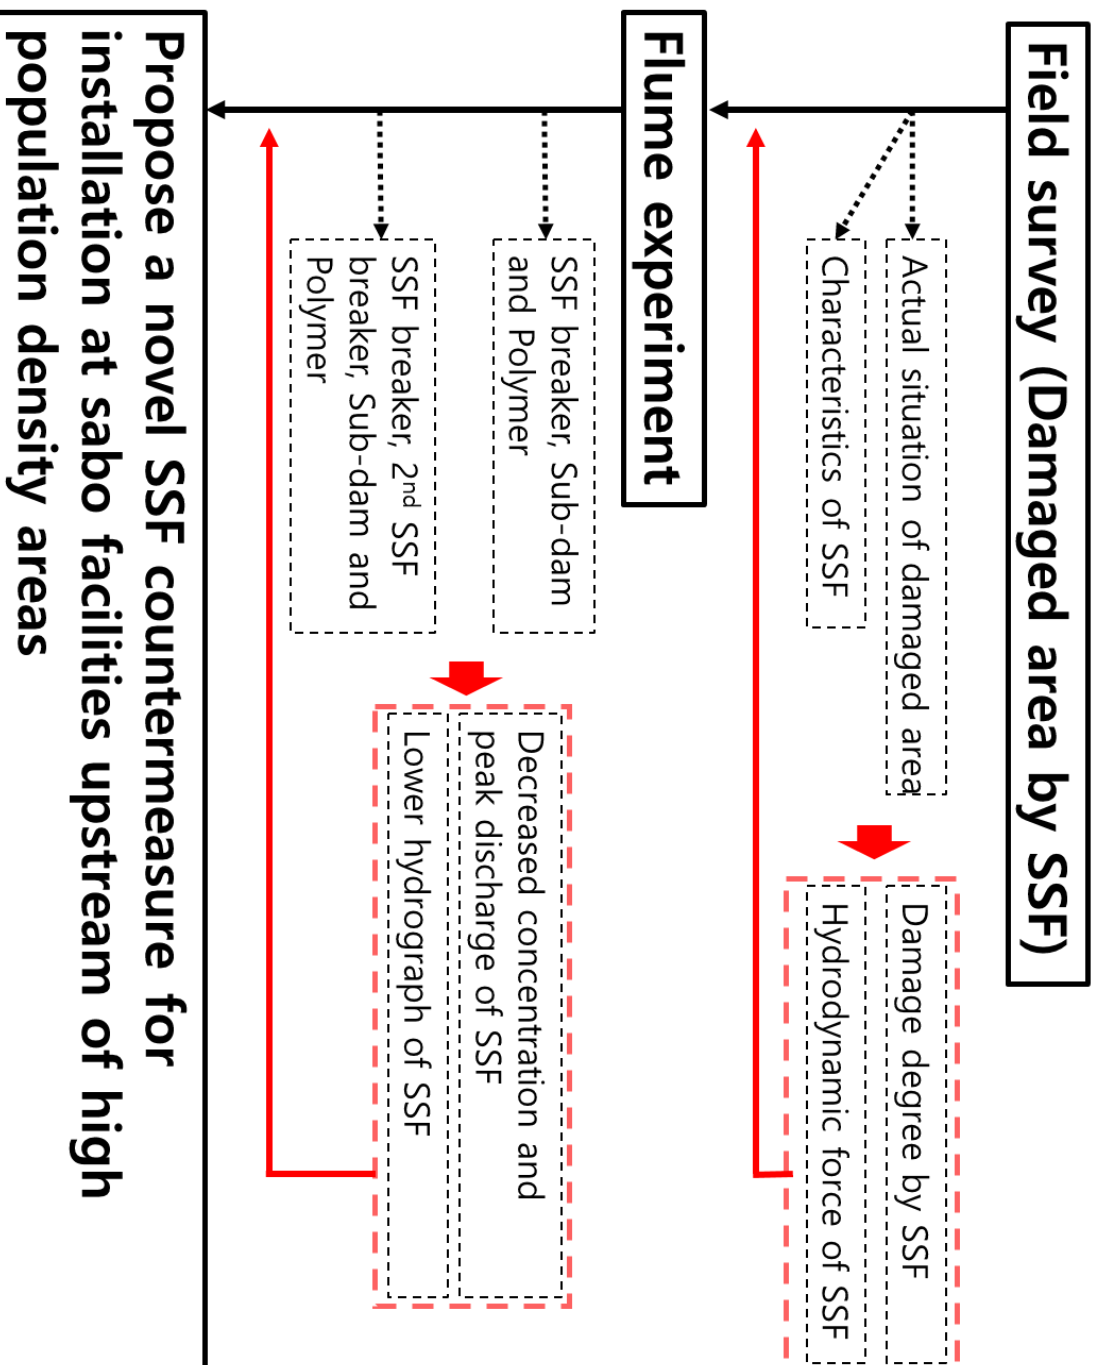 Field survey (Damaged area by SSF)
Actual situation of damaged area
Characteristics of SSF
Damage degree by SSF
Hydrodynamic force of SSF
Flume experiment
SSF breaker, Sub-dam
and Polymer
SSF breaker, 2nd SSF
breaker, Sub-dam and
Polymer
Decreased concentration and
peak discharge of SSF
Lower hydrograph of SSF
Propose a novel SSF countermeasure for
installation at sabo facilities upstream of high
population density areas